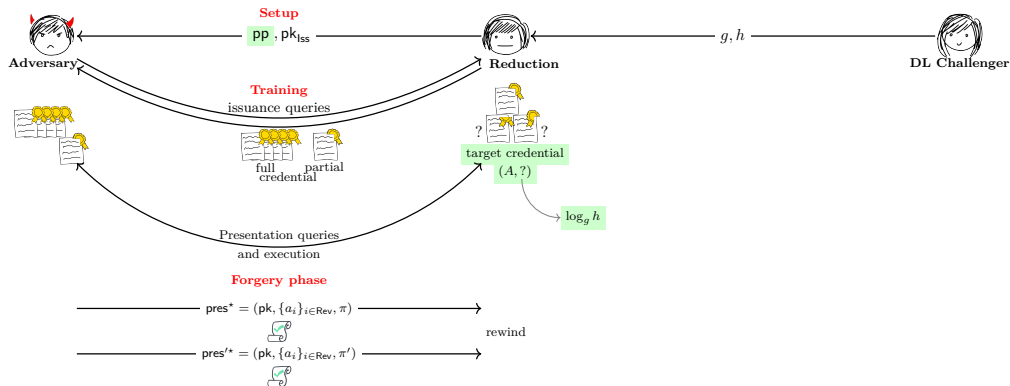 Setup
pp, pk_Iss
g, h
Adversary
Reduction
DL Challenger
Training
issuance queries
? ?
full partial
credential
target credential
(A, ?)
log_g h
Presentation queries
and execution
Forgery phase
pres* = (pk, {a_i}_{i∈Rev}, π)
rewind
pres'* = (pk, {a_i}_{i∈Rev}, π')